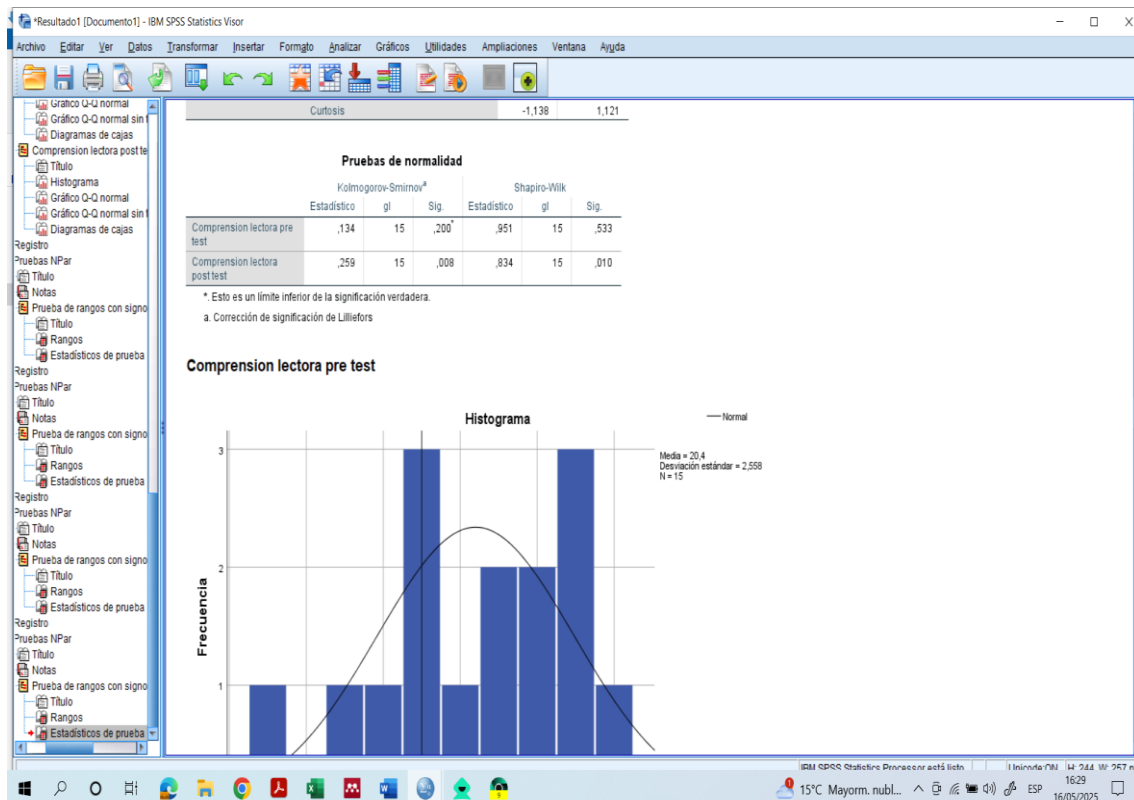 *Resultado1 [Documento1] - IBM SPSS Statistics Visor
Archivo Editar Ver Datos Transformar Insertar Formato Analizar Gráficos Utilidades Ampliaciones Ventana Ayuda
Gráfico Q-Q normal
Gráfico Q-Q normal sin t
Diagramas de cajas
Comprension lectora post te
Título
Histograma
Gráfico Q-Q normal
Gráfico Q-Q normal sin t
Diagramas de cajas
Registro
Pruebas NPar
Título
Notas
Prueba de rangos con signo
Título
Rangos
Estadísticos de prueba
Registro
Pruebas NPar
Título
Notas
Prueba de rangos con signo
Título
Rangos
Estadísticos de prueba
Registro
Pruebas NPar
Título
Notas
Prueba de rangos con signo
Título
Rangos
Estadísticos de prueba
Registro
Pruebas NPar
Título
Notas
Prueba de rangos con signo
Título
Rangos
Estadísticos de prueba
Curtosis -1,138 1,121
Pruebas de normalidad
Kolmogorov-Smirnov^a Shapiro-Wilk
Estadístico gl Sig. Estadístico gl Sig.
Comprension lectora pre test ,134 15 ,200* ,951 15 ,533
Comprension lectora post test ,259 15 ,008 ,834 15 ,010
*. Esto es un límite inferior de la significación verdadera.
a. Corrección de significación de Lilliefors
Comprension lectora pre test
Histograma
Normal
Media = 20,4
Desviación estándar = 2,558
N = 15
3
2
1
Frecuencia
IBM SPSS Statistics Processor está listo Unicode:ON H: 244, W: 257
15°C Mayorm. nubl... ESP 16:29
16/05/2025